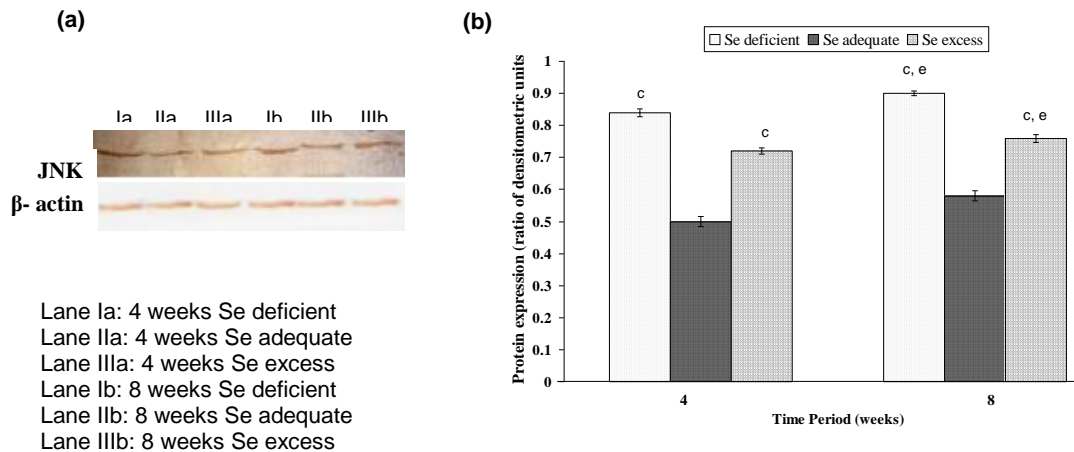 (a)
Ia IIa IIIa Ib IIb IIIb
JNK
β- actin
Lane Ia: 4 weeks Se deficient
Lane IIa: 4 weeks Se adequate
Lane IIIa: 4 weeks Se excess
Lane Ib: 8 weeks Se deficient
Lane IIb: 8 weeks Se adequate
Lane IIIb: 8 weeks Se excess
(b)
Se deficient Se adequate Se excess
Protein expression (ratio of densitometric units
1
0.9
0.8
0.7
0.6
0.5
0.4
0.3
0.2
0.1
0
c
c
c, e
c, e
4 8
Time Period (weeks)